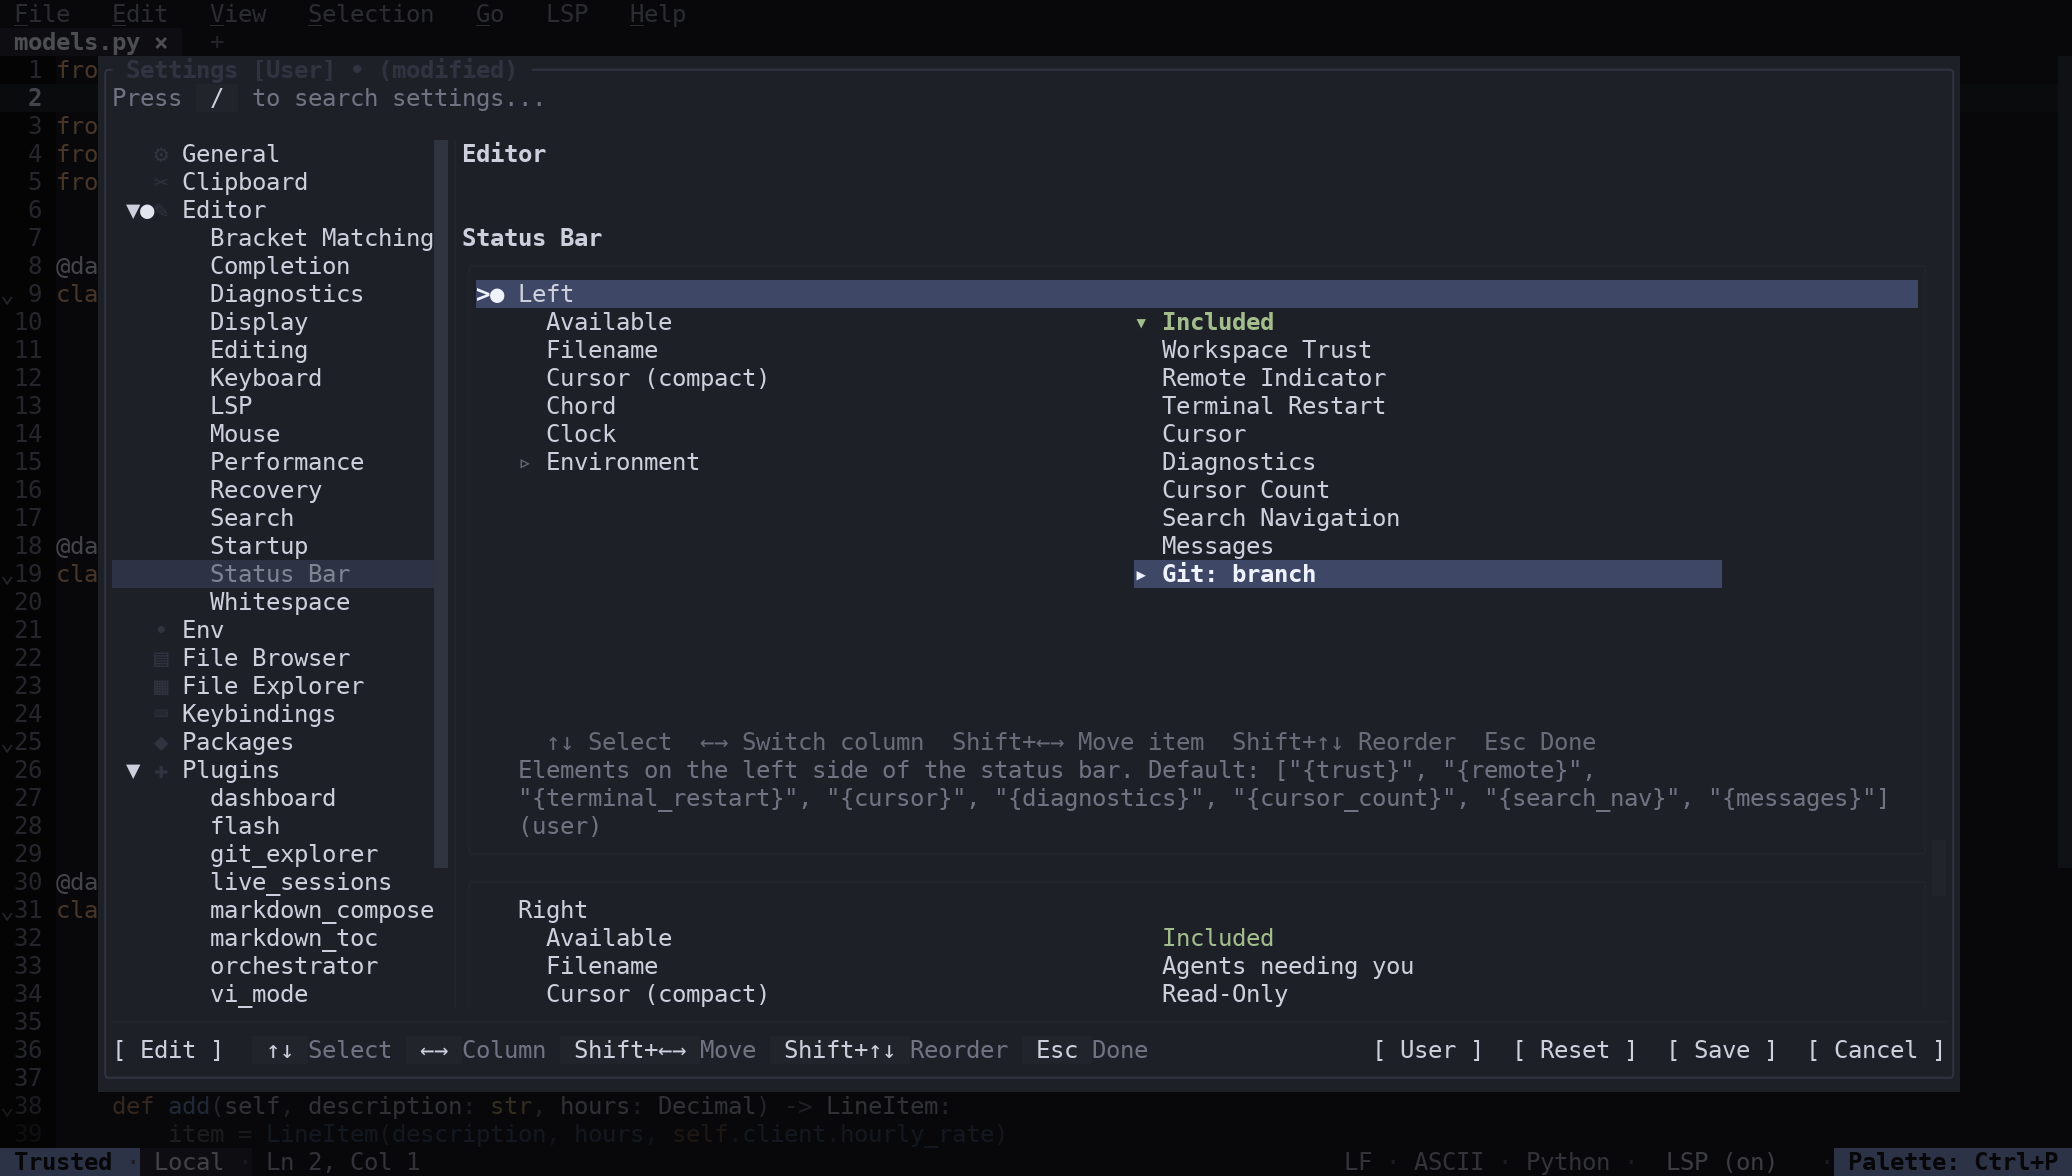 File   Edit   View   Selection   Go   LSP   Help
models.py ×   +
1 fro
Settings [User] • (modified)
2
Press / to search settings...
3 fro
4 fro
General
Editor
5 fro
Clipboard
6
▼● Editor
7
Bracket Matching
Status Bar
8 @da
Completion
9 cla
Diagnostics
>● Left
10
Display
Available
▾ Included
11
Editing
Filename
Workspace Trust
12
Keyboard
Cursor (compact)
Remote Indicator
13
LSP
Chord
Terminal Restart
14
Mouse
Clock
Cursor
15
Performance
▹ Environment
Diagnostics
16
Recovery
Cursor Count
17
Search
Search Navigation
18 @da
Startup
Messages
19 cla
Status Bar
▸ Git: branch
20
Whitespace
21
• Env
22
File Browser
23
File Explorer
24
Keybindings
25
Packages
↑↓ Select  ←→ Switch column  Shift+←→ Move item  Shift+↑↓ Reorder  Esc Done
26
▼ Plugins
Elements on the left side of the status bar. Default: ["{trust}", "{remote}",
27
dashboard
"{terminal_restart}", "{cursor}", "{diagnostics}", "{cursor_count}", "{search_nav}", "{messages}"]
28
flash
(user)
29
git_explorer
30 @da
live_sessions
31 cla
markdown_compose
Right
32
markdown_toc
Available
Included
33
orchestrator
Filename
Agents needing you
34
vi_mode
Cursor (compact)
Read-Only
35
36
[ Edit ]   ↑↓ Select  ←→ Column  Shift+←→ Move  Shift+↑↓ Reorder  Esc Done   [ User ]  [ Reset ]  [ Save ]  [ Cancel ]
37
38 def add(self, description: str, hours: Decimal) -> LineItem:
39 item = LineItem(description, hours, self.client.hourly_rate)
Trusted · Local · Ln 2, Col 1   LF · ASCII · Python · LSP (on) · Palette: Ctrl+P